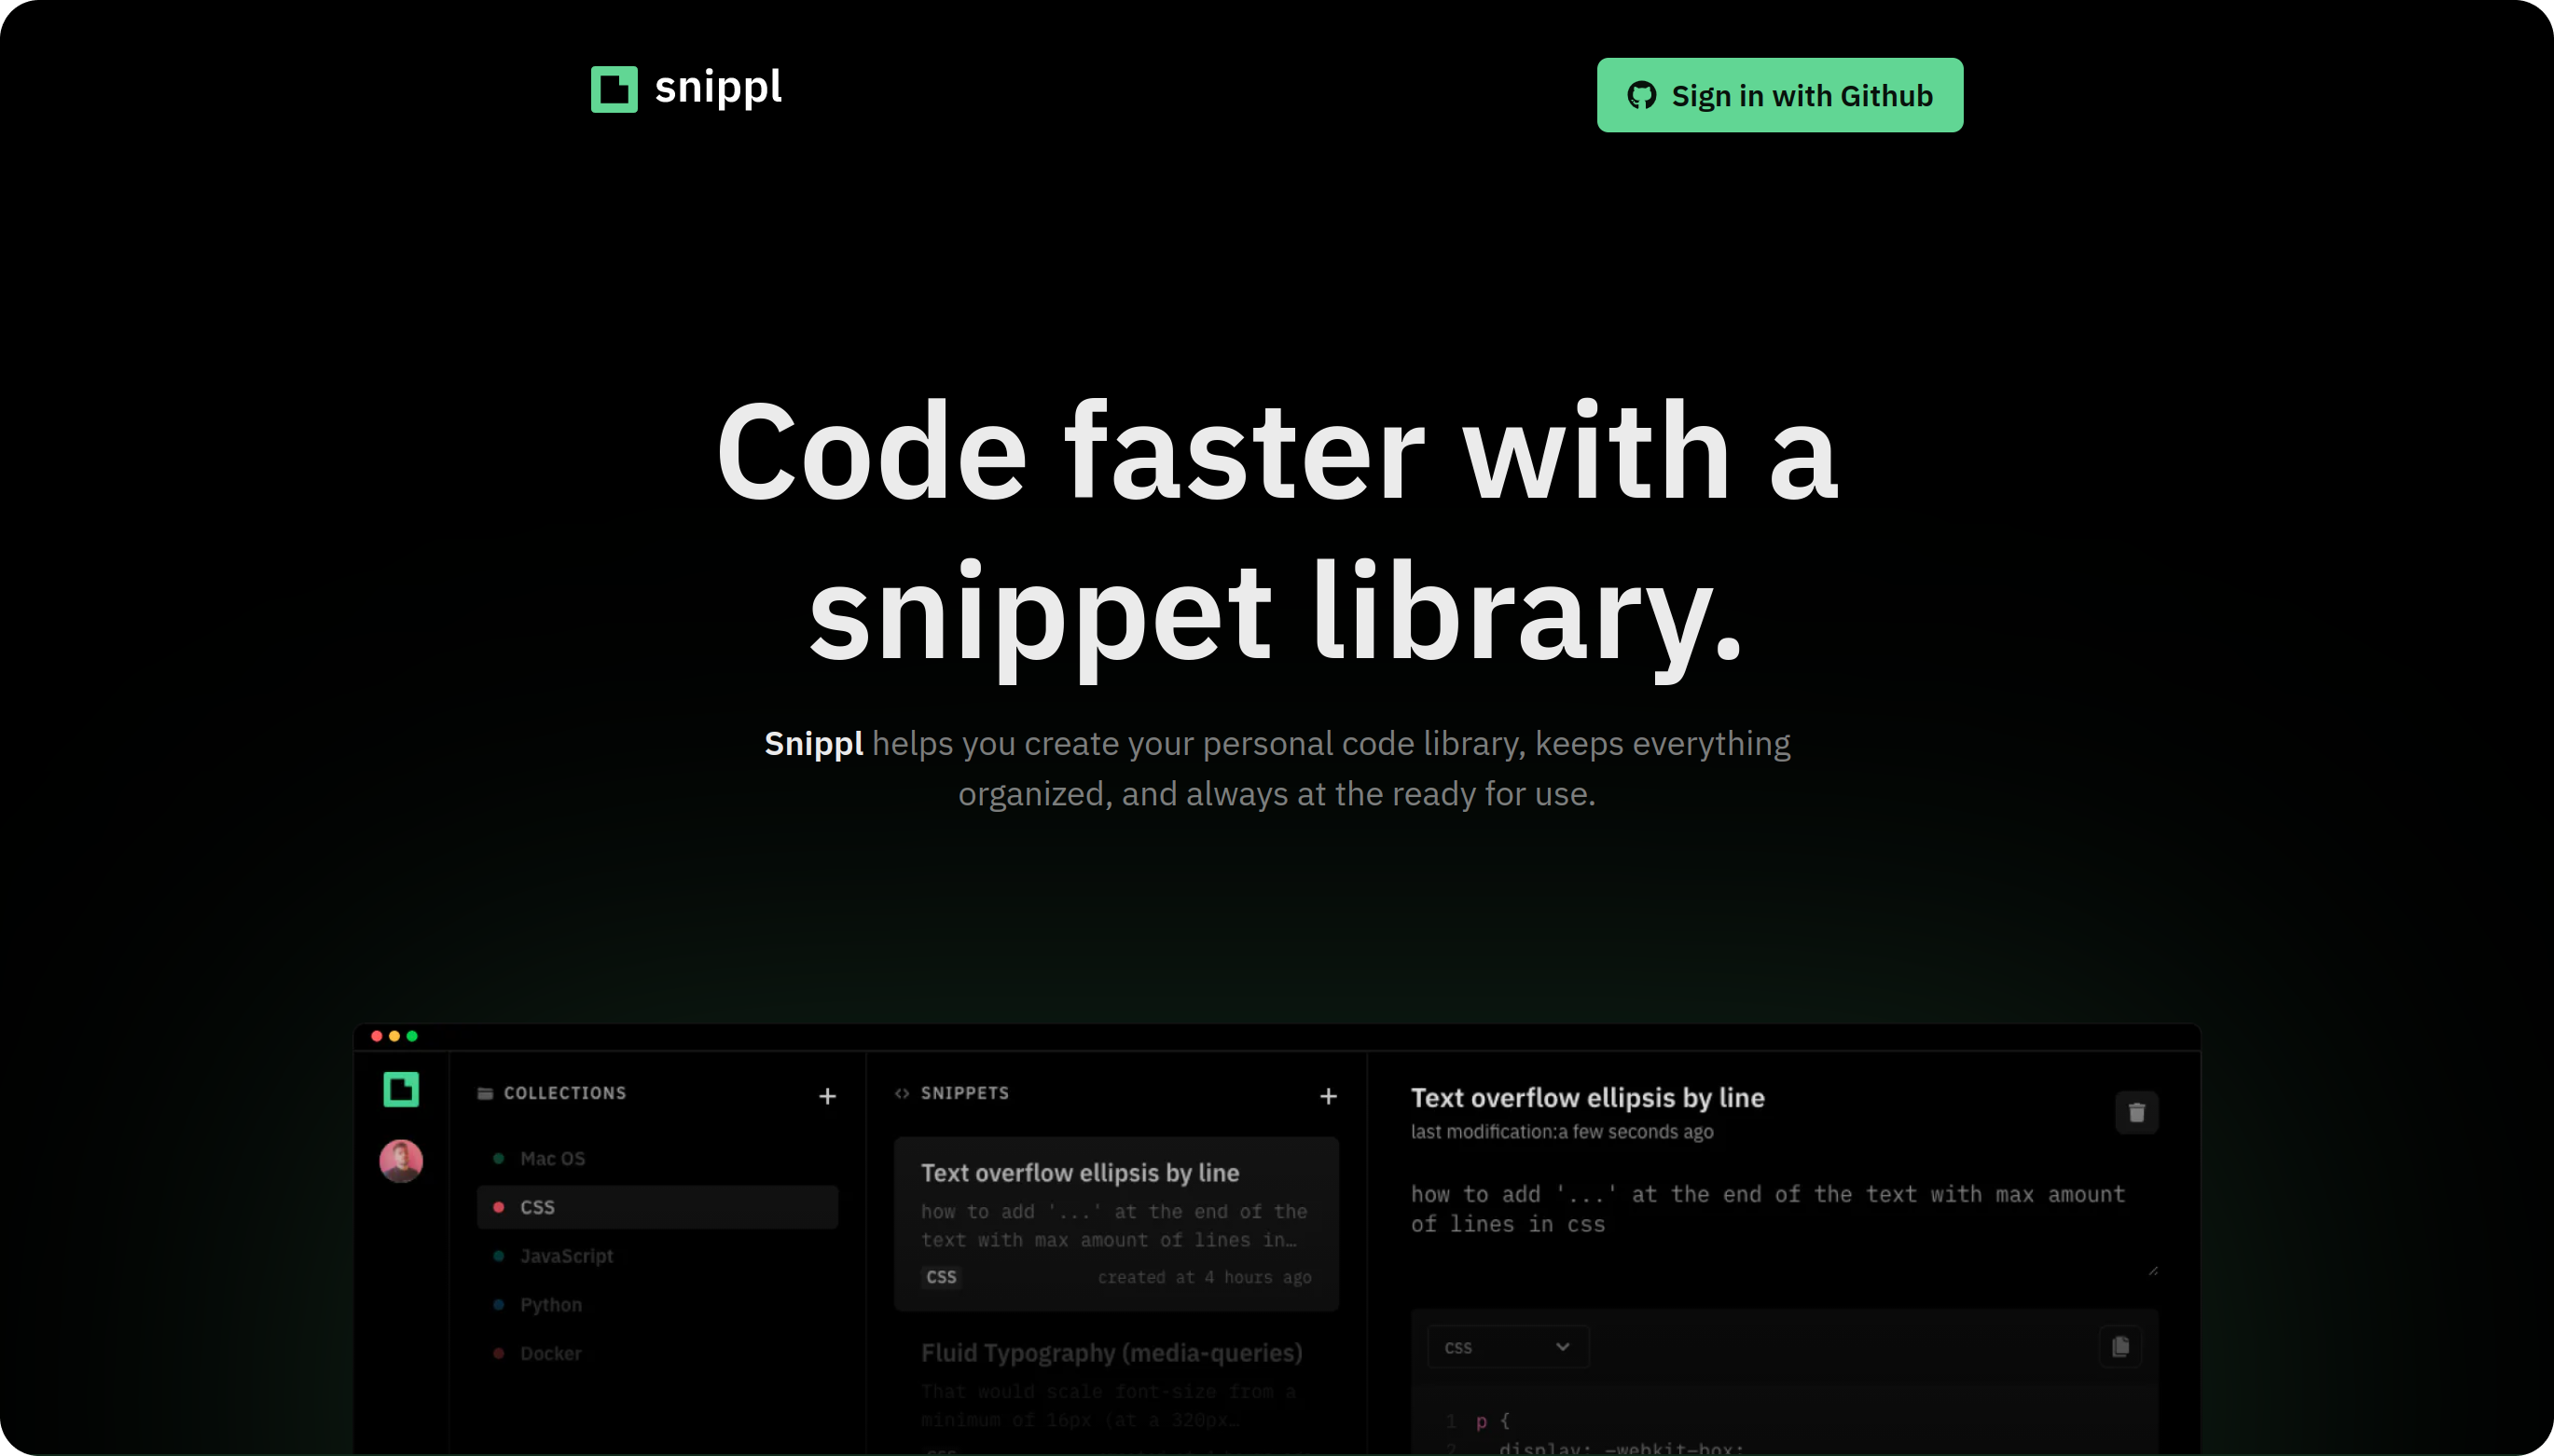 snippl
Sign in with Github
Code faster with a
snippet library.
Snippl helps you create your personal code library, keeps everything
organized, and always at the ready for use.
COLLECTIONS
Mac OS
CSS
JavaScript
Python
Docker
SNIPPETS
Text overflow ellipsis by line
how to add '...' at the end of the
text with max amount of lines in…
CSS
created at 4 hours ago
Fluid Typography (media-queries)
That would scale font-size from a
minimum of 16px (at a 320px…
Text overflow ellipsis by line
last modification:a few seconds ago
how to add '...' at the end of the text with max amount
of lines in css
css
1 p {
2 display: -webkit-box;